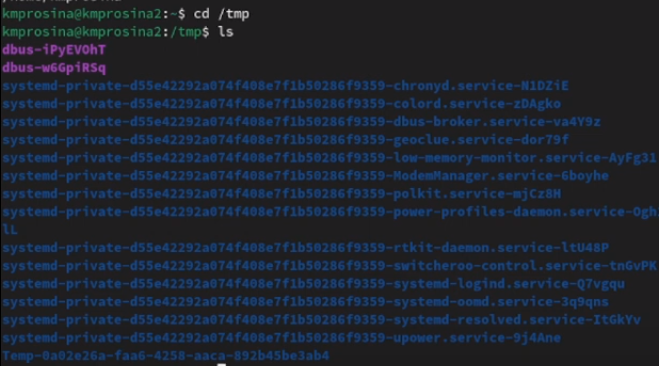 kmprosina@kmprosina2:~$ cd /tmp
kmprosina@kmprosina2:/tmp$ ls
dbus-iPyEVOhT
dbus-w6GpiRSq
systemd-private-d55e42292a074f408e7f1b50286f9359-chronyd.service-N1DZiE
systemd-private-d55e42292a074f408e7f1b50286f9359-colord.service-zDAgko
systemd-private-d55e42292a074f408e7f1b50286f9359-dbus-broker.service-va4Y9z
systemd-private-d55e42292a074f408e7f1b50286f9359-geoclue.service-dor79f
systemd-private-d55e42292a074f408e7f1b50286f9359-low-memory-monitor.service-AyFg31
systemd-private-d55e42292a074f408e7f1b50286f9359-ModemManager.service-6boyhe
systemd-private-d55e42292a074f408e7f1b50286f9359-polkit.service-mjCz8H
systemd-private-d55e42292a074f408e7f1b50286f9359-power-profiles-daemon.service-Ogh
lL
systemd-private-d55e42292a074f408e7f1b50286f9359-rtkit-daemon.service-ltU48P
systemd-private-d55e42292a074f408e7f1b50286f9359-switcheroo-control.service-tnGvPK
systemd-private-d55e42292a074f408e7f1b50286f9359-systemd-logind.service-Q7vgqu
systemd-private-d55e42292a074f408e7f1b50286f9359-systemd-oomd.service-3q9qns
systemd-private-d55e42292a074f408e7f1b50286f9359-systemd-resolved.service-ItGkYv
systemd-private-d55e42292a074f408e7f1b50286f9359-upower.service-9j4Ane
Temp-0a02e26a-faa6-4258-aaca-892b45be3ab4